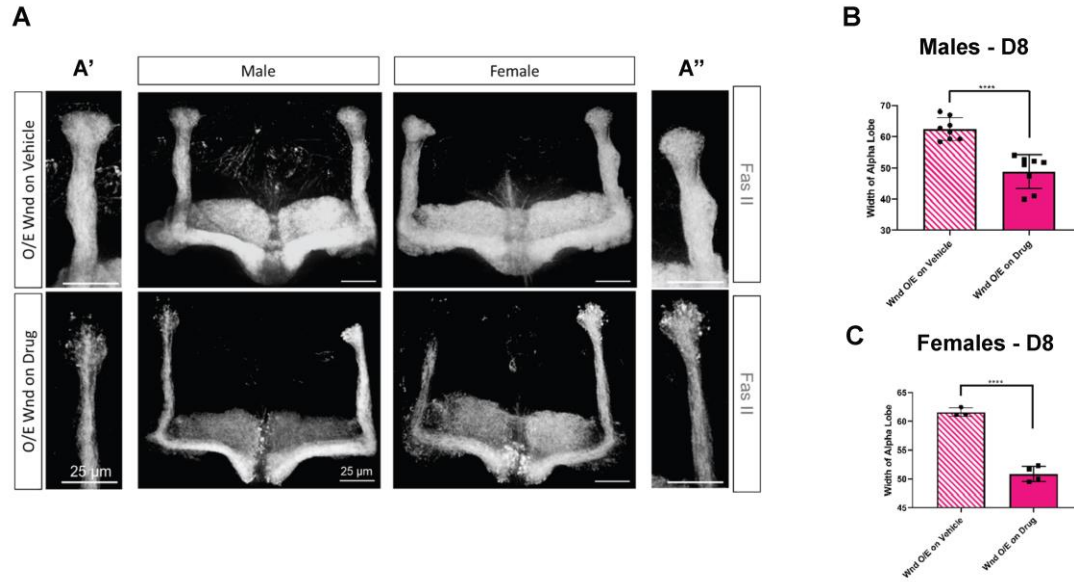 A
A'
Male
Female
A"
O/E Wnd on Vehicle
Fas II
O/E Wnd on Drug
Fas II
25 µm
25 µm
B
Males - D8
****
Width of Alpha Lobe
70
60
50
40
30
Wnd O/E on Vehicle
Wnd O/E on Drug
C
Females - D8
****
Width of Alpha Lobe
65
60
55
50
45
Wnd O/E on Vehicle
Wnd O/E on Drug